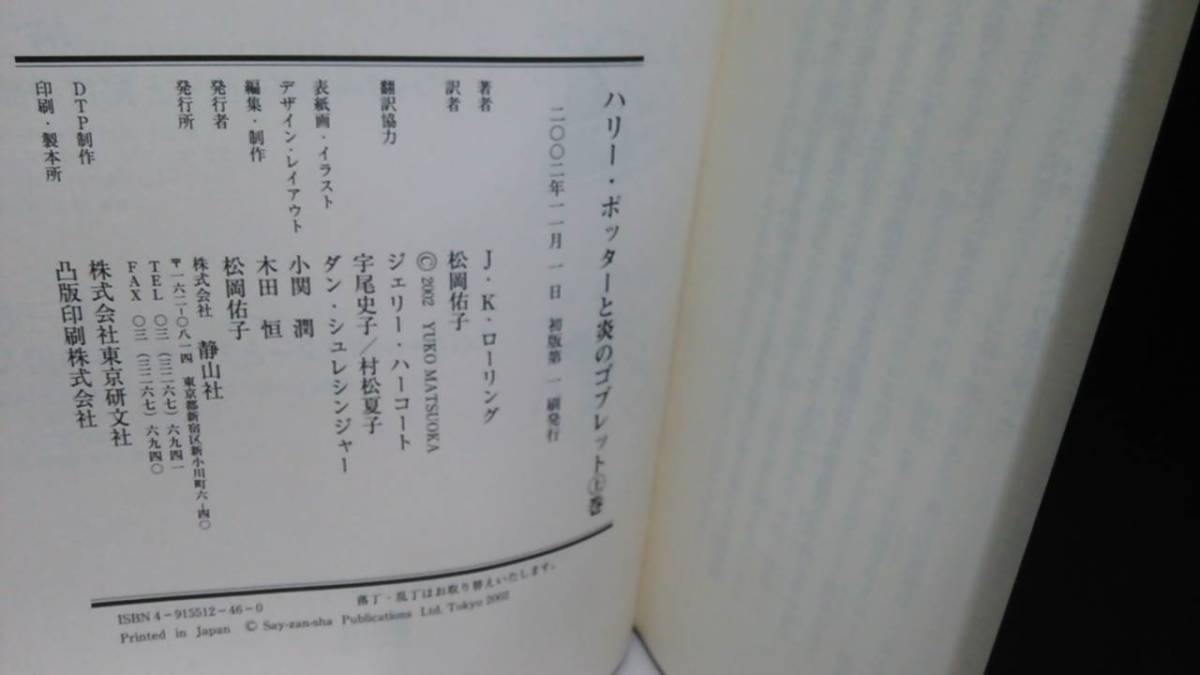 ハリー・ポッターと炎のゴブレット㊤巻
二〇〇二年一一月一日 初版第一刷発行
著者 J・K・ローリング
訳者 松岡佑子
© 2002 YUKO MATSUOKA
翻訳協力 ジェリー・ハーコート
宇尾史子／村松夏子
表紙画・イラスト ダン・シュレシンジャー
デザイン・レイアウト 小関 潤
編集・制作 木田 恒
発行者 松岡佑子
発行所 株式会社 静山社
〒一六二-〇八一四 東京都新宿区新小川町六-四〇
TEL 〇三（三二六七）六九四一
FAX 〇三（三二六七）六九四〇
DTP制作 株式会社東京研文社
印刷・製本所 凸版印刷株式会社
落丁・乱丁はお取り替えいたします。
ISBN 4-915512-46-0
Printed in Japan © Say-zan-sha Publications Ltd. Tokyo 2002